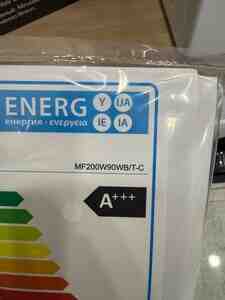 ENERG Y IJA
енергия · ενεργεια IE IA
MF200W90WB/T-C
A+++